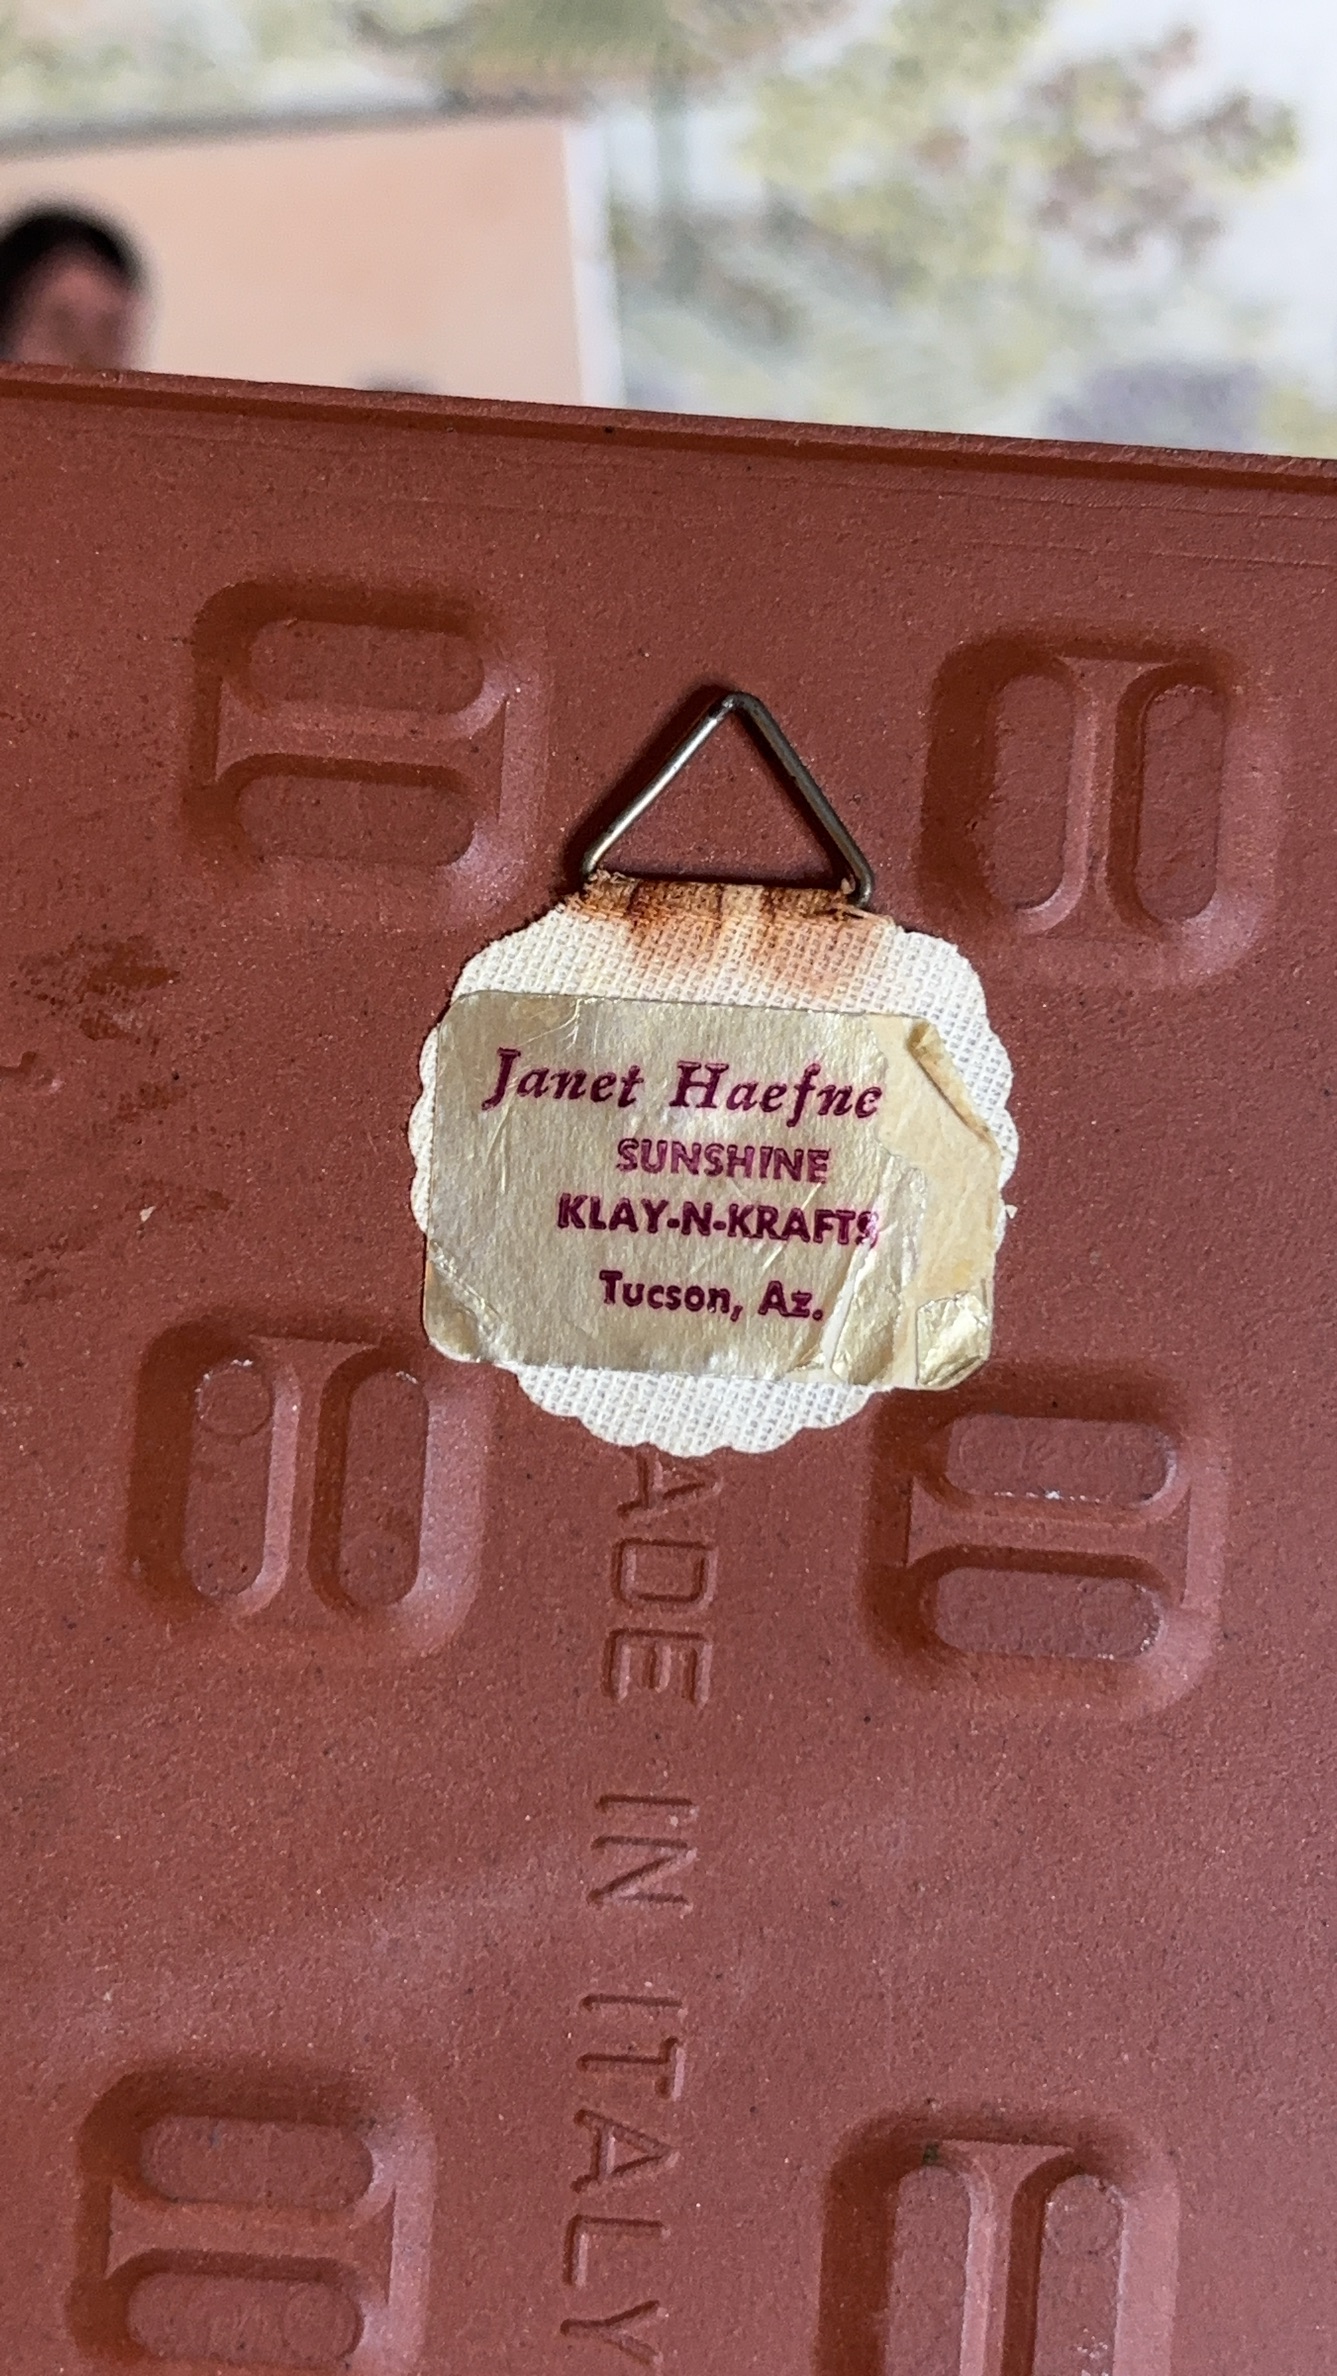 Janet Haefne
SUNSHINE
KLAY-N-KRAFTS
Tucson, Az.
ADE IN ITALY